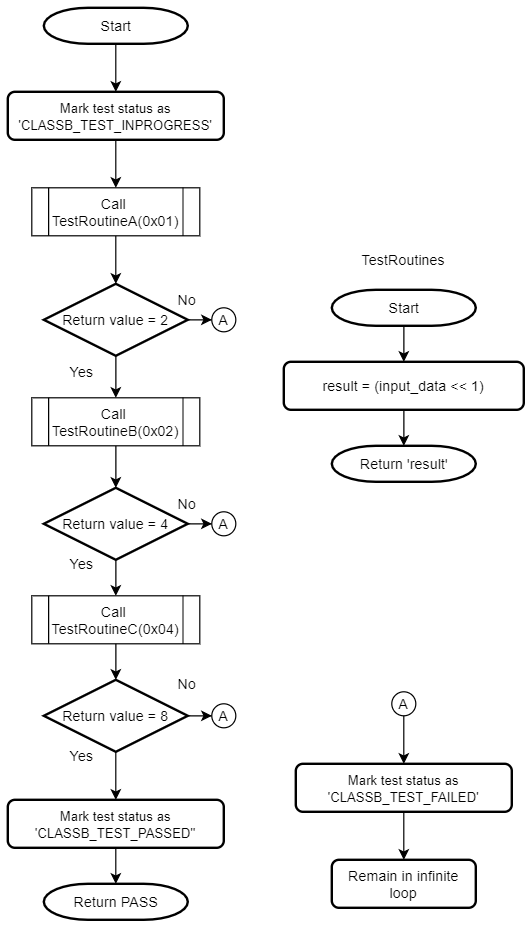 Start
Mark test status as
'CLASSB_TEST_INPROGRESS'
Call
TestRoutineA(0x01)
No
Return value = 2
A
Yes
Call
TestRoutineB(0x02)
No
Return value = 4
A
Yes
Call
TestRoutineC(0x04)
No
Return value = 8
A
Yes
Mark test status as
'CLASSB_TEST_PASSED"
Return PASS
TestRoutines
Start
result = (input_data << 1)
Return 'result'
A
Mark test status as
'CLASSB_TEST_FAILED'
Remain in infinite
loop